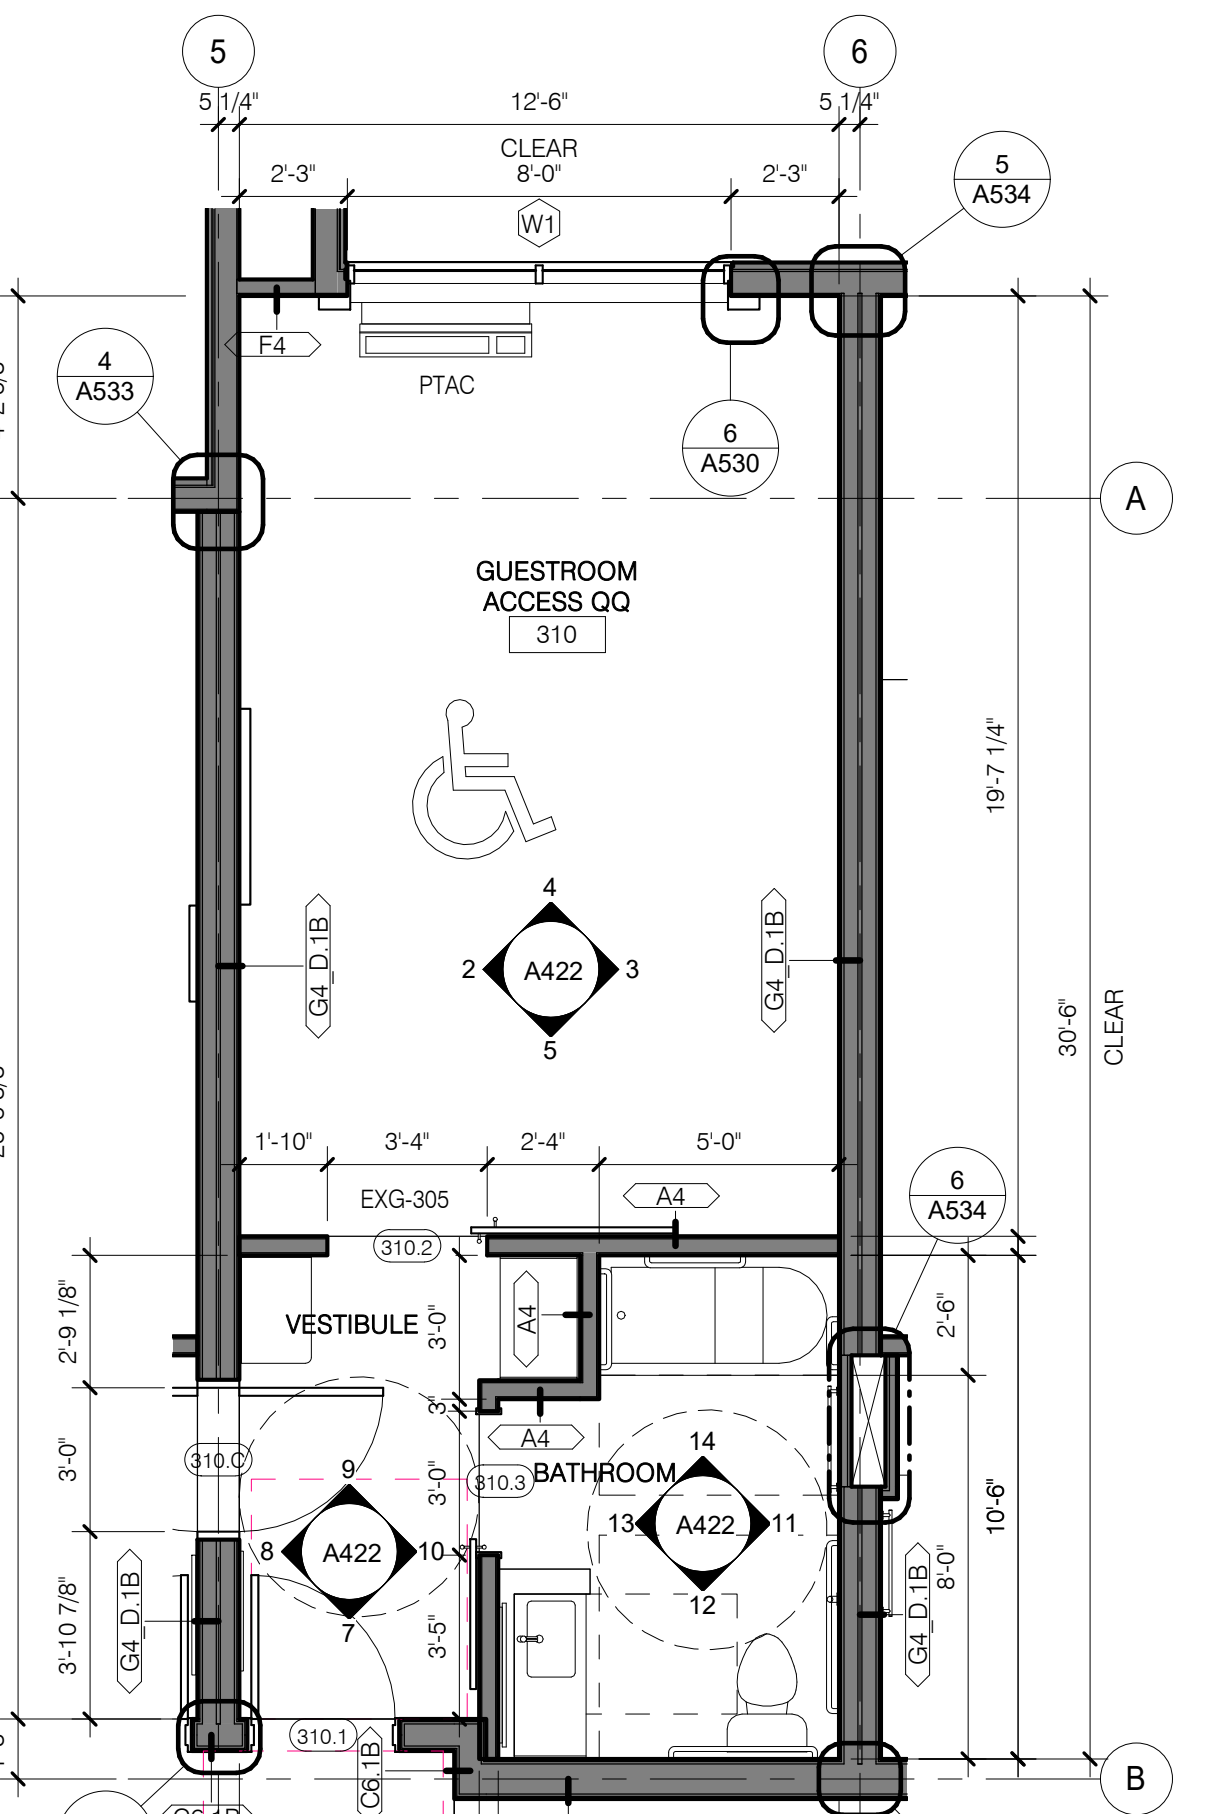 5
6
5 1/4"
12'-6"
5 1/4"
CLEAR
2'-3"
8'-0"
2'-3"
5
A534
W1
F4
4
A533
PTAC
6
A530
A
GUESTROOM
ACCESS QQ
310
19'-7 1/4"
4
G4_D.1B
2
A422
3
G4_D.1B
5
30'-6"
CLEAR
1'-10"
3'-4"
2'-4"
5'-0"
6
A534
EXG-305
A4
310.2
2'-9 1/8"
VESTIBULE
3'-0"
A4
2'-6"
3"
A4
3'-0"
310.C
9
3'-0"
310.3
BATHROOM
14
10'-6"
8
A422
10
13
A422
11
7
12
G4_D.1B
3'-10 7/8"
3'-5"
G4_D.1B
8'-0"
310.1
C6.1B
B